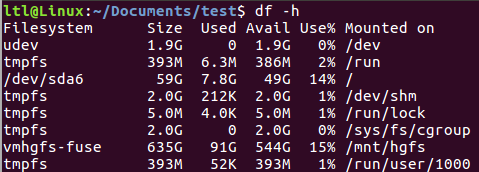 ltl@Linux:~/Documents/test$ df -h
Filesystem      Size  Used Avail Use% Mounted on
udev            1.9G     0  1.9G   0% /dev
tmpfs           393M  6.3M  386M   2% /run
/dev/sda6        59G  7.8G   49G  14% /
tmpfs           2.0G  212K  2.0G   1% /dev/shm
tmpfs           5.0M  4.0K  5.0M   1% /run/lock
tmpfs           2.0G     0  2.0G   0% /sys/fs/cgroup
vmhgfs-fuse     635G   91G  544G  15% /mnt/hgfs
tmpfs           393M   52K  393M   1% /run/user/1000